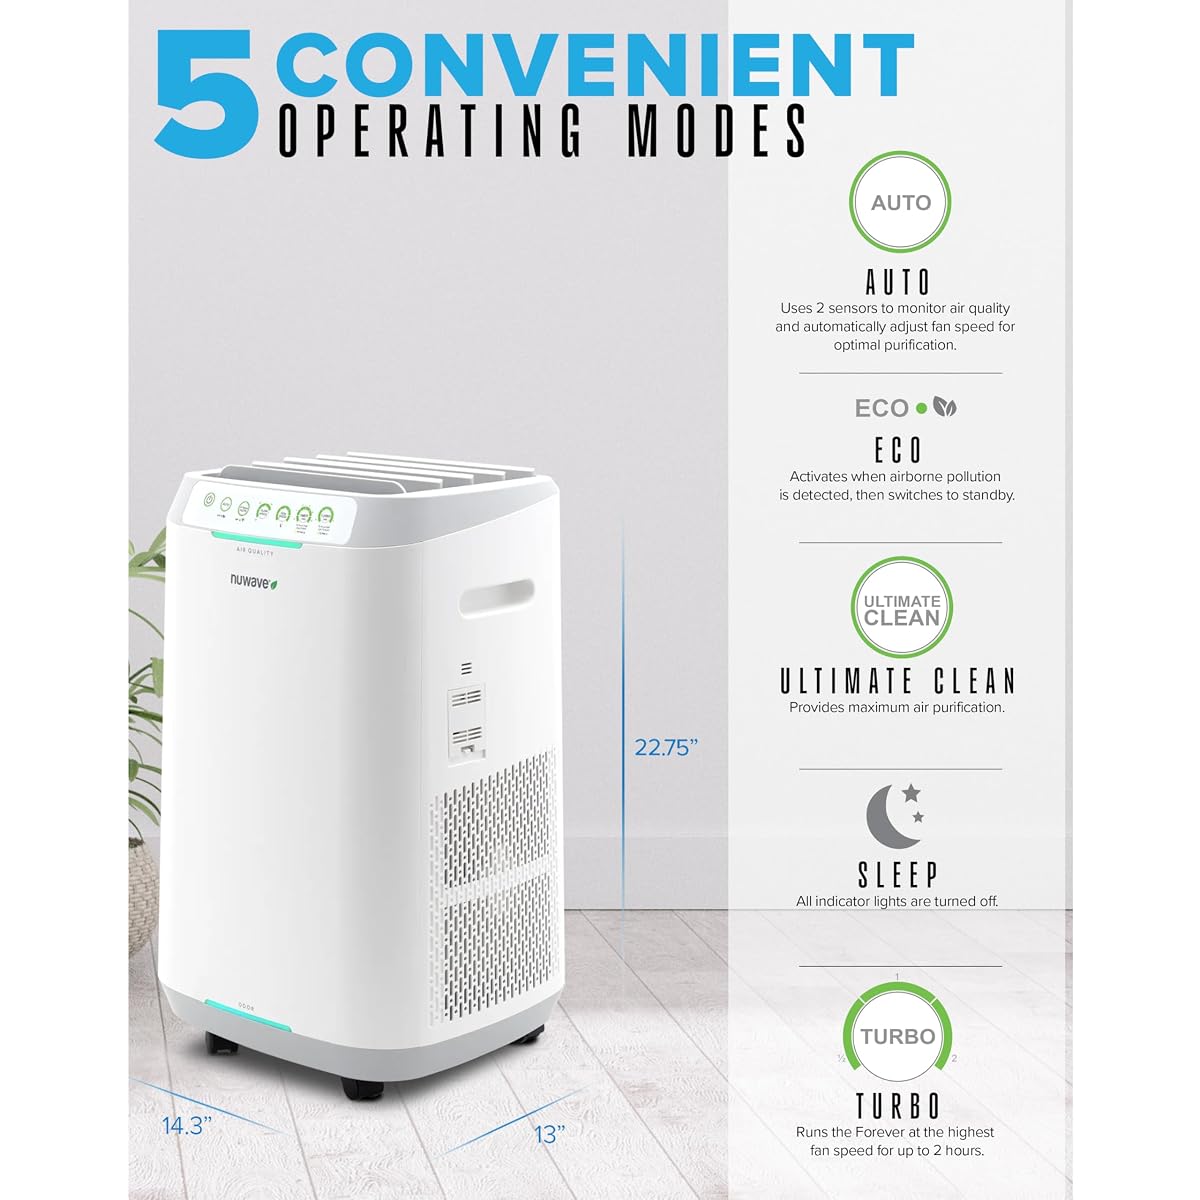 5 CONVENIENT
OPERATING MODES
AUTO
AUTO
Uses 2 sensors to monitor air quality
and automatically adjust fan speed for
optimal purification.
ECO
ECO
Activates when airborne pollution
is detected, then switches to standby.
ULTIMATE
CLEAN
ULTIMATE CLEAN
Provides maximum air purification.
SLEEP
All indicator lights are turned off.
1
½
TURBO
2
TURBO
Runs the Forever at the highest
fan speed for up to 2 hours.
AUTO
AIR QUALITY
nuwave
ODOR
22.75”
14.3”
13”